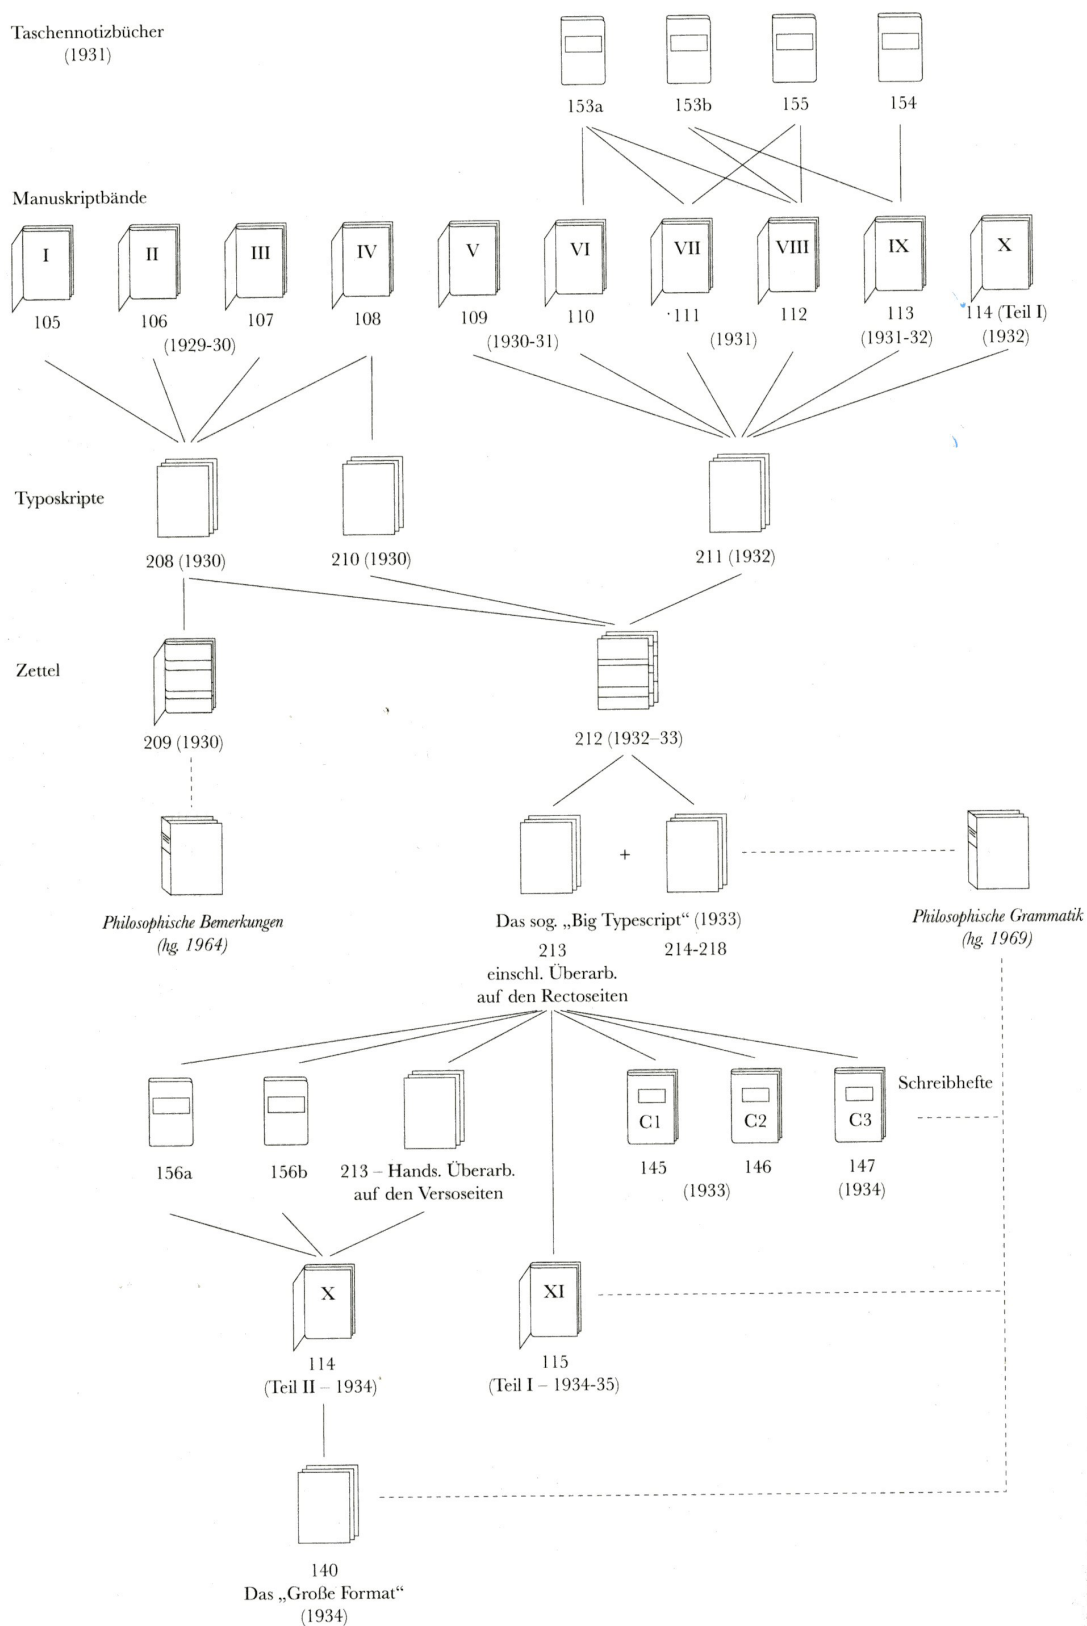 Taschennotizbücher
(1931)
153a 153b 155 154
Manuskriptbände
I II III IV V VI VII VIII IX X
105 106 107 108 109 110 111 112 113 114 (Teil I)
(1929-30) (1930-31) (1931) (1931-32) (1932)
Typoskripte
208 (1930) 210 (1930) 211 (1932)
Zettel
209 (1930) 212 (1932–33)
+
Philosophische Bemerkungen
(hg. 1964)
Das sog. „Big Typescript“ (1933)
213 214-218
einschl. Überarb.
auf den Rectoseiten
Philosophische Grammatik
(hg. 1969)
Schreibhefte
C1 C2 C3
156a 156b 213 – Hands. Überarb.
auf den Versoseiten
145 146 147
(1933) (1934)
X XI
114
(Teil II – 1934)
115
(Teil I – 1934-35)
140
Das „Große Format“
(1934)